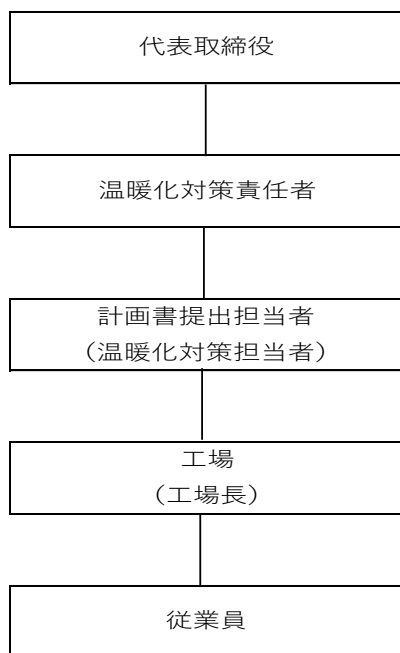 代表取締役
温暖化対策責任者
計画書提出担当者
（温暖化対策担当者）
工場
（工場長）
従業員